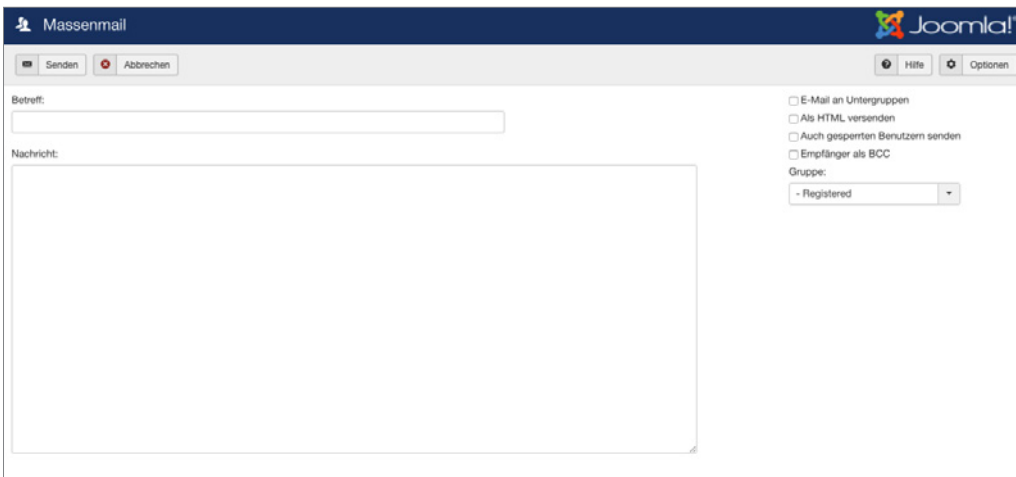 Massenmail
Joomla!®
Senden
Abbrechen
Hilfe
Optionen
Betreff:
Nachricht:
E-Mail an Untergruppen
Als HTML versenden
Auch gesperrten Benutzern senden
Empfänger als BCC
Gruppe:
- Registered